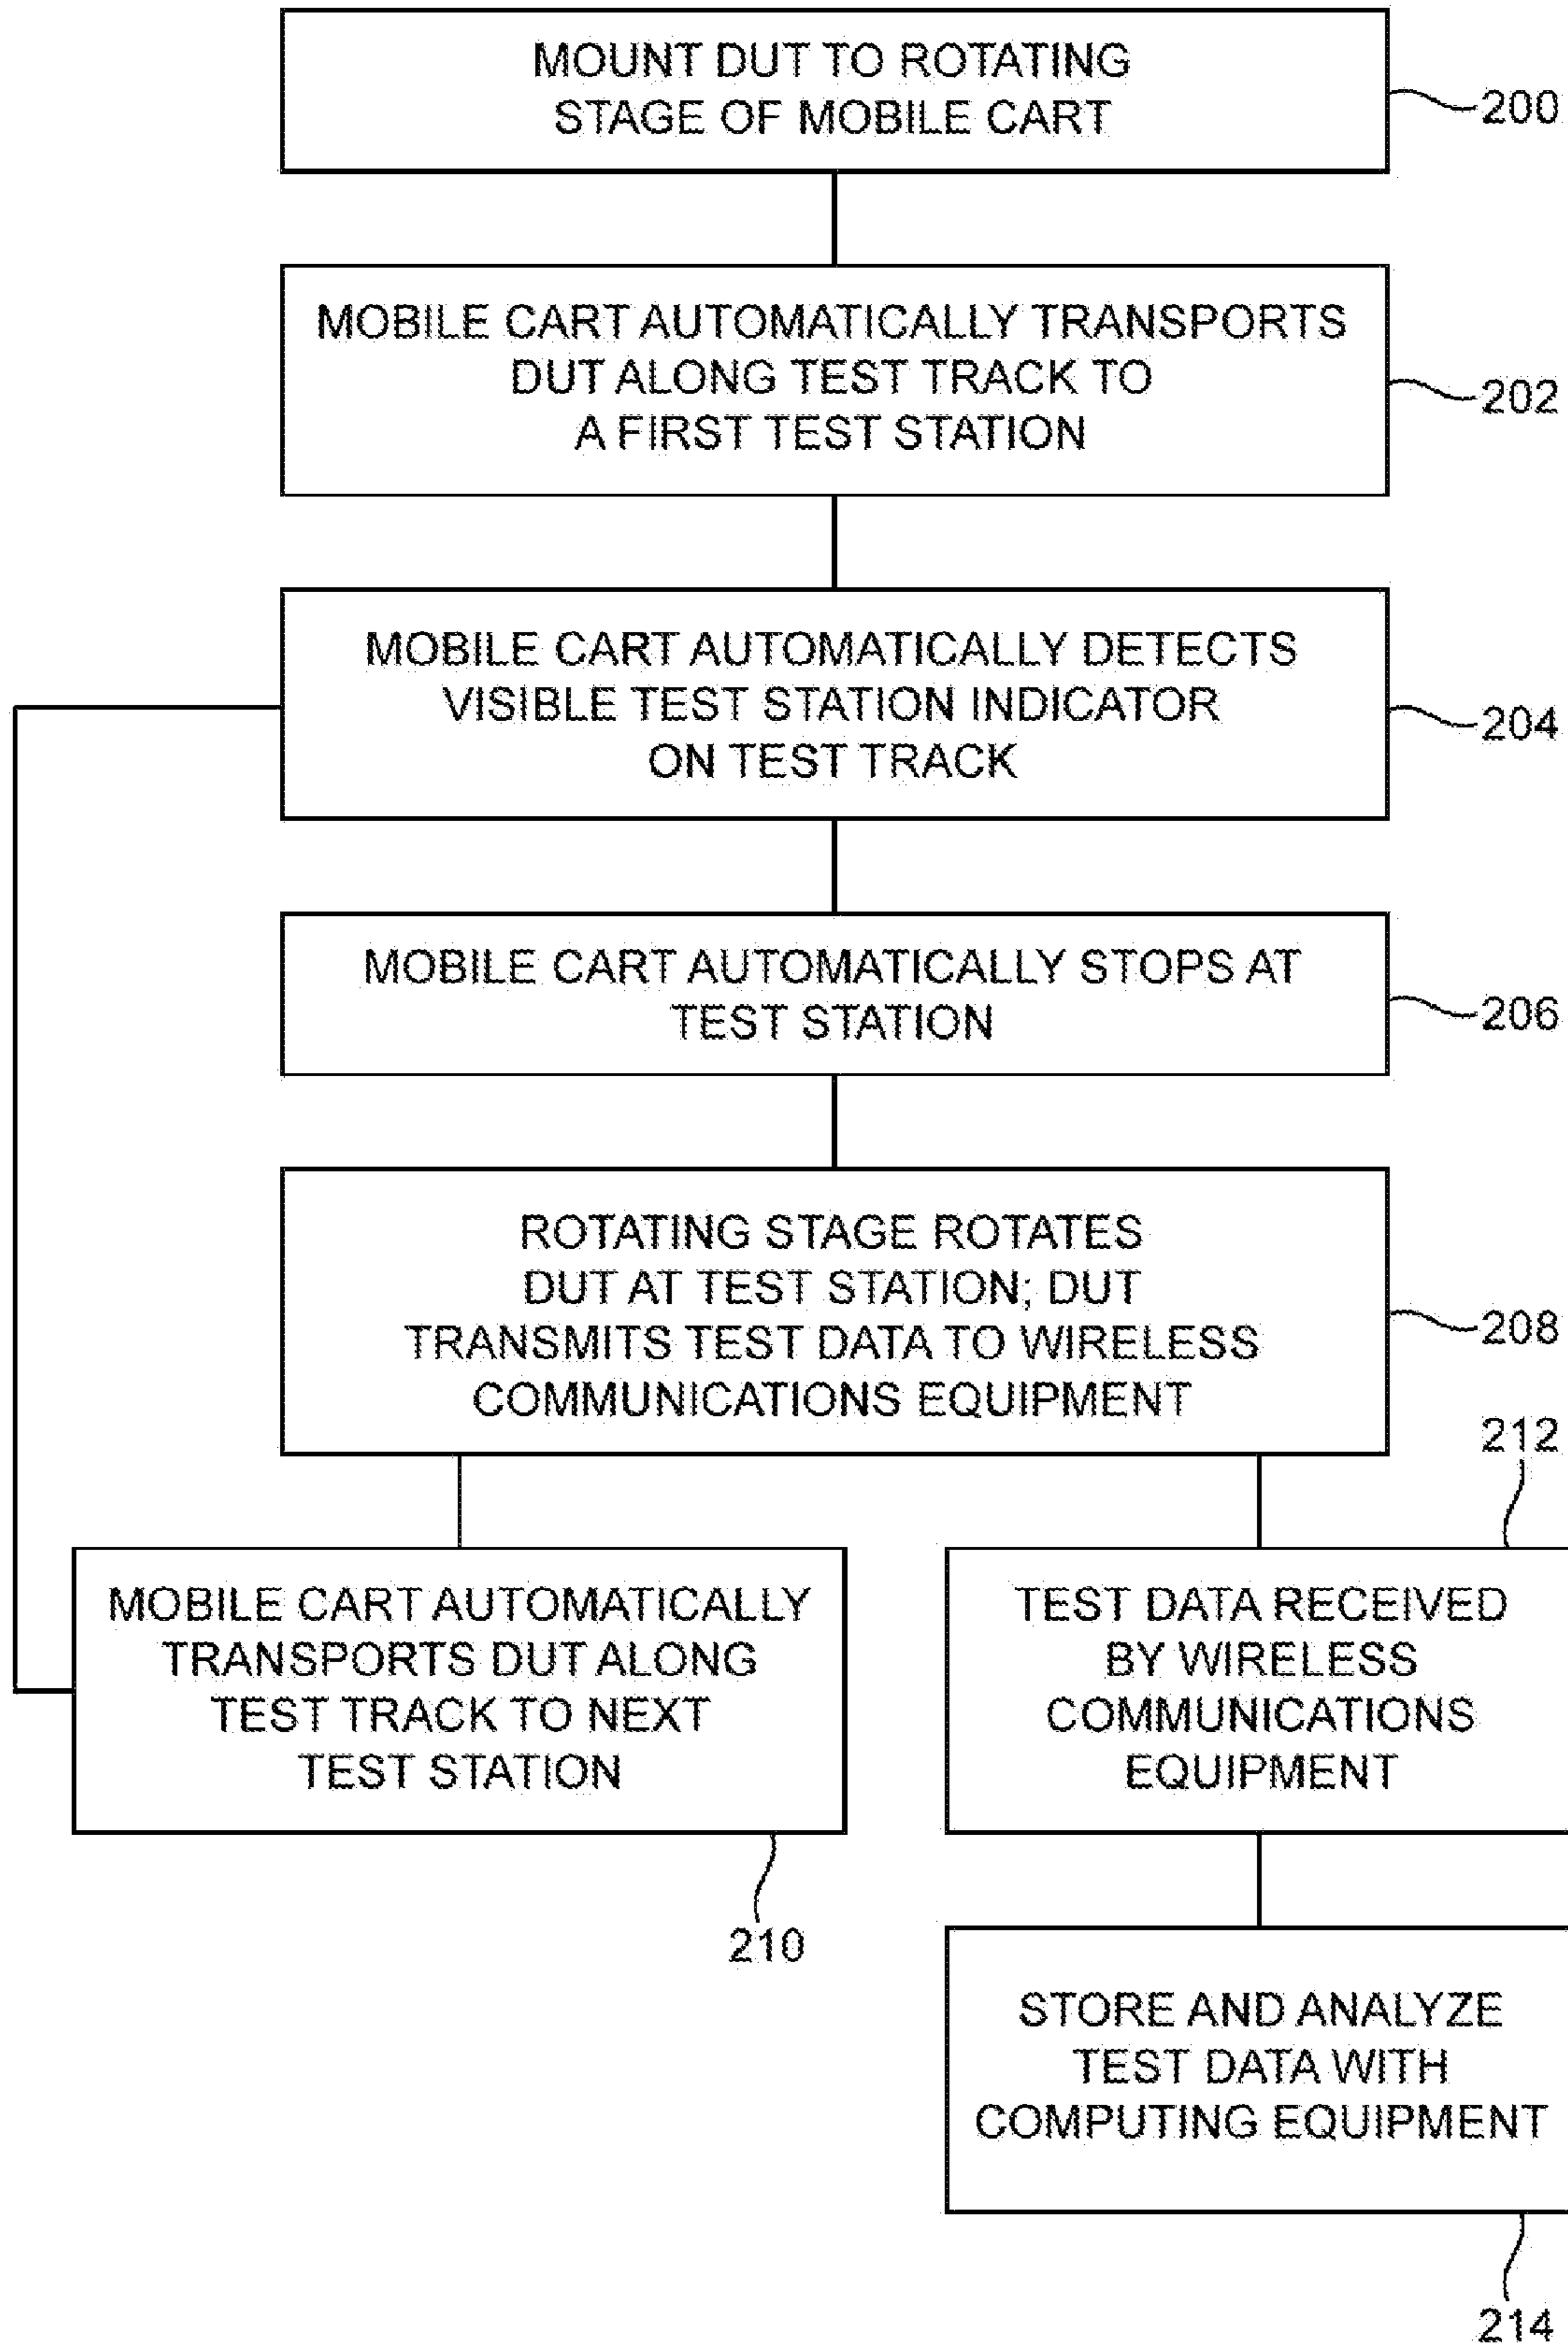 MOUNT DUT TO ROTATING
STAGE OF MOBILE CART
200
MOBILE CART AUTOMATICALLY TRANSPORTS
DUT ALONG TEST TRACK TO
A FIRST TEST STATION
202
MOBILE CART AUTOMATICALLY DETECTS
VISIBLE TEST STATION INDICATOR
ON TEST TRACK
204
MOBILE CART AUTOMATICALLY STOPS AT
TEST STATION
206
ROTATING STAGE ROTATES
DUT AT TEST STATION; DUT
TRANSMITS TEST DATA TO WIRELESS
COMMUNICATIONS EQUIPMENT
208
MOBILE CART AUTOMATICALLY
TRANSPORTS DUT ALONG
TEST TRACK TO NEXT
TEST STATION
210
212
TEST DATA RECEIVED
BY WIRELESS
COMMUNICATIONS
EQUIPMENT
STORE AND ANALYZE
TEST DATA WITH
COMPUTING EQUIPMENT
214